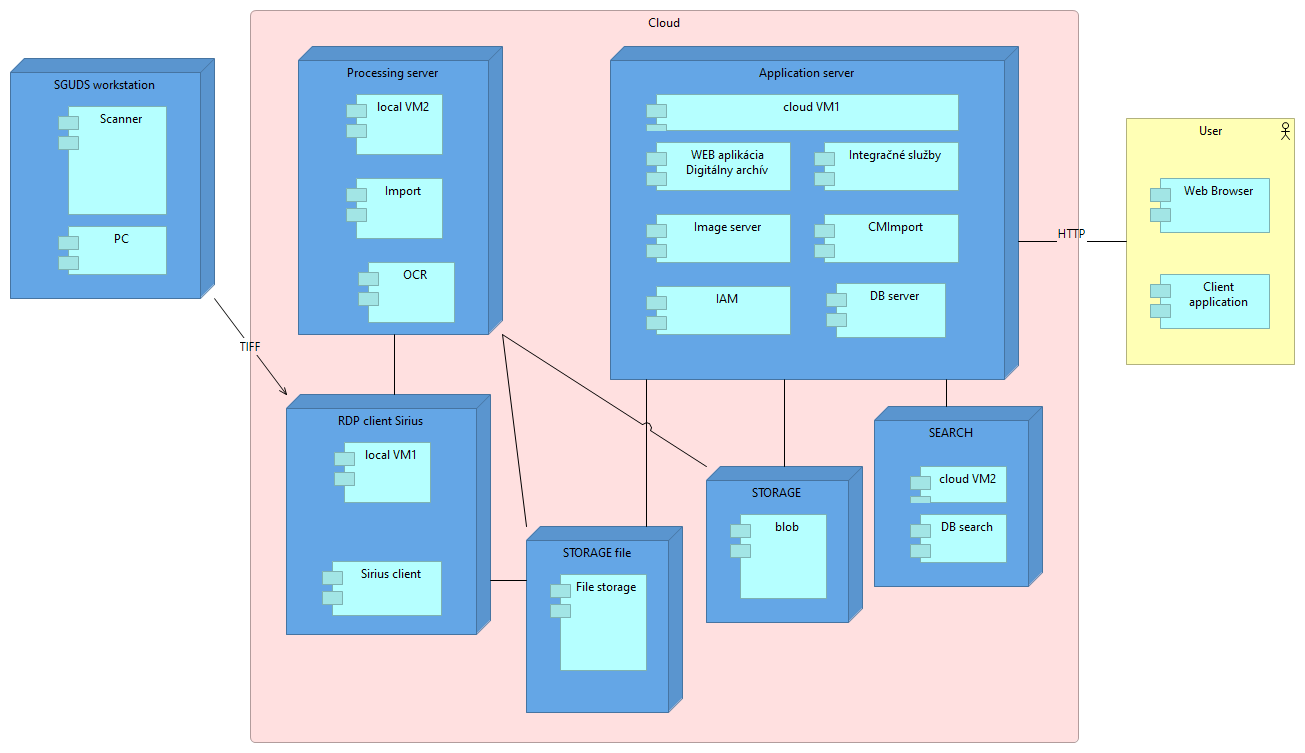 Cloud
SGUDS workstation
Scanner
PC
TIFF
Processing server
local VM2
Import
OCR
Application server
cloud VM1
WEB aplikácia
Digitálny archív
Integračné služby
Image server
CMImport
IAM
DB server
HTTP
User
Web Browser
Client
application
RDP client Sirius
local VM1
Sirius client
STORAGE file
File storage
STORAGE
blob
SEARCH
cloud VM2
DB search